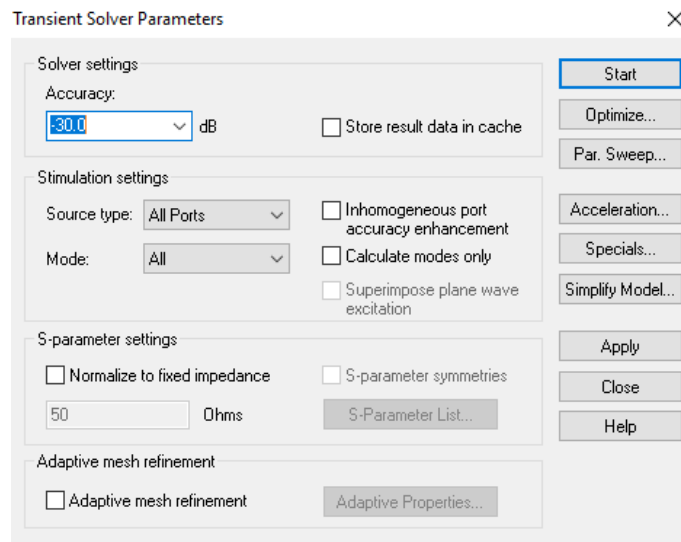 Transient Solver Parameters
Solver settings
Accuracy:
-30.0 dB
Store result data in cache
Stimulation settings
Source type: All Ports
Mode: All
Inhomogeneous port
accuracy enhancement
Calculate modes only
Superimpose plane wave
excitation
S-parameter settings
Normalize to fixed impedance
50 Ohms
S-parameter symmetries
S-Parameter List...
Adaptive mesh refinement
Adaptive mesh refinement
Adaptive Properties...
Start
Optimize...
Par. Sweep...
Acceleration...
Specials...
Simplify Model...
Apply
Close
Help